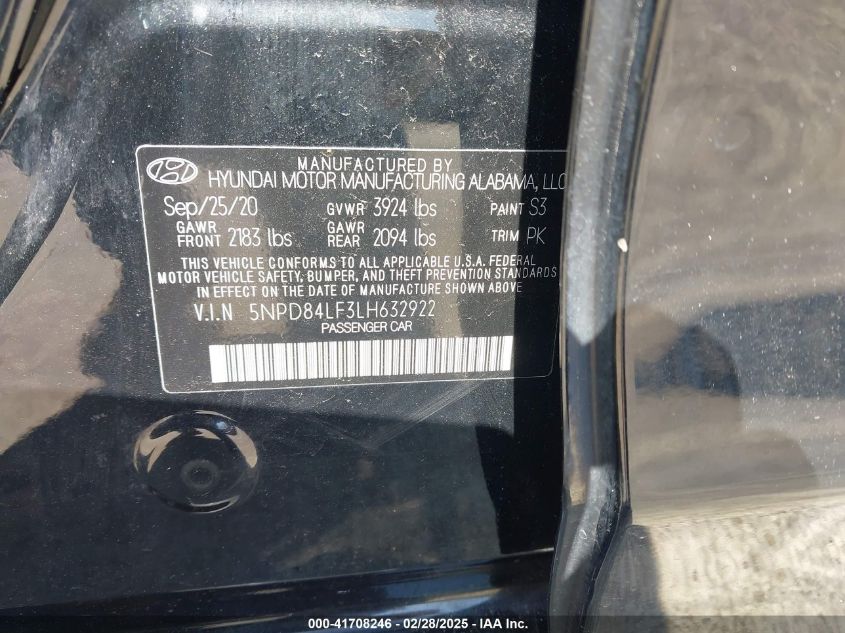 MANUFACTURED BY
HYUNDAI MOTOR MANUFACTURING ALABAMA, LLC
Sep/25/20 GVWR 3924 lbs PAINT S3
GAWR FRONT 2183 lbs GAWR REAR 2094 lbs TRIM PK
THIS VEHICLE CONFORMS TO ALL APPLICABLE U.S.A. FEDERAL
MOTOR VEHICLE SAFETY, BUMPER, AND THEFT PREVENTION STANDARDS
IN EFFECT ON THE DATE OF MANUFACTURE SHOWN ABOVE
V.I.N 5NPD84LF3LH632922
PASSENGER CAR
000-41708246 - 02/28/2025 - IAA Inc.